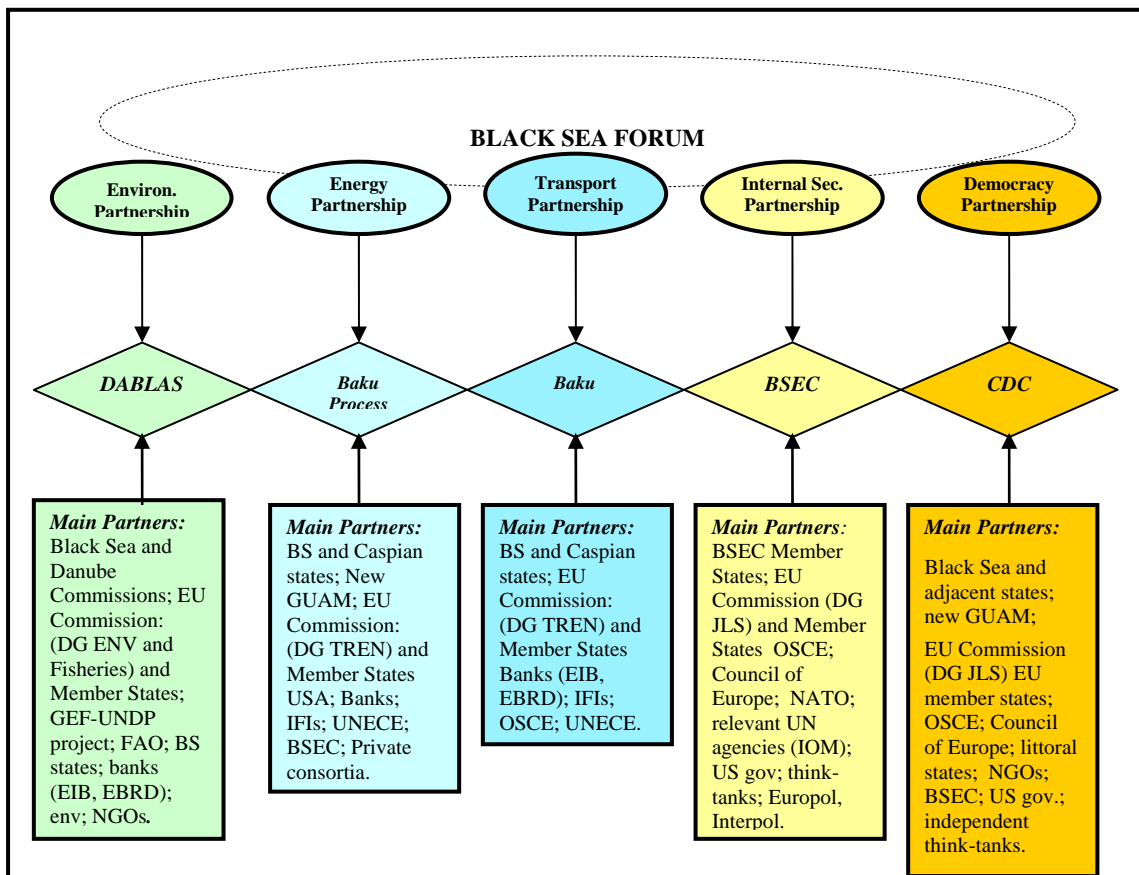 BLACK SEA FORUM
Environ.
Partnership
Energy
Partnership
Transport
Partnership
Internal Sec.
Partnership
Democracy
Partnership
DABLAS
Baku
Process
Baku
BSEC
CDC
Main Partners:
Black Sea and
Danube
Commissions; EU
Commission:
(DG ENV and
Fisheries) and
Member States;
GEF-UNDP
project; FAO; BS
states; banks
(EIB, EBRD);
env; NGOs.
Main Partners:
BS and Caspian
states; New
GUAM; EU
Commission:
(DG TREN) and
Member States
USA; Banks;
IFIs; UNECE;
BSEC; Private
consortia.
Main Partners:
BS and Caspian
states; EU
Commission:
(DG TREN) and
Member States
Banks (EIB,
EBRD); IFIs;
OSCE; UNECE.
Main Partners:
BSEC Member
States; EU
Commission (DG
JLS) and Member
States OSCE;
Council of
Europe; NATO;
relevant UN
agencies (IOM);
US gov; think-
tanks; Europol,
Interpol.
Main Partners:
Black Sea and
adjacent states;
new GUAM;
EU Commission
(DG JLS) EU
member states;
OSCE; Council
of Europe; littoral
states; NGOs;
BSEC; US gov.;
independent
think-tanks.